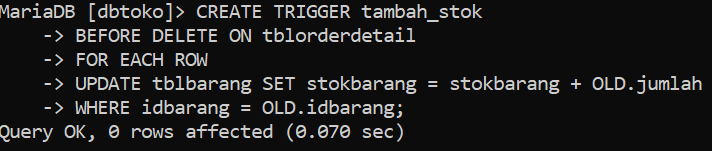 MariaDB [dbtoko]> CREATE TRIGGER tambah_stok
    -> BEFORE DELETE ON tblorderdetail
    -> FOR EACH ROW
    -> UPDATE tblbarang SET stokbarang = stokbarang + OLD.jumlah
    -> WHERE idbarang = OLD.idbarang;
Query OK, 0 rows affected (0.070 sec)